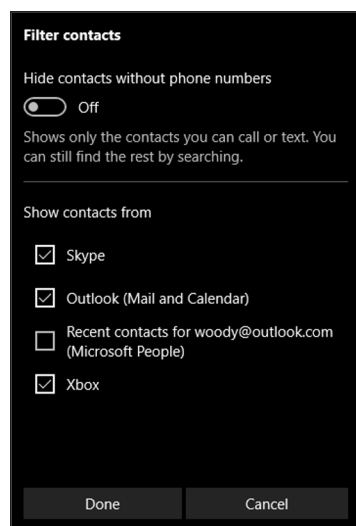 Filter contacts
Hide contacts without phone numbers
Off
Shows only the contacts you can call or text. You
can still find the rest by searching.
Show contacts from
Skype
Outlook (Mail and Calendar)
Recent contacts for woody@outlook.com
(Microsoft People)
Xbox
Done Cancel